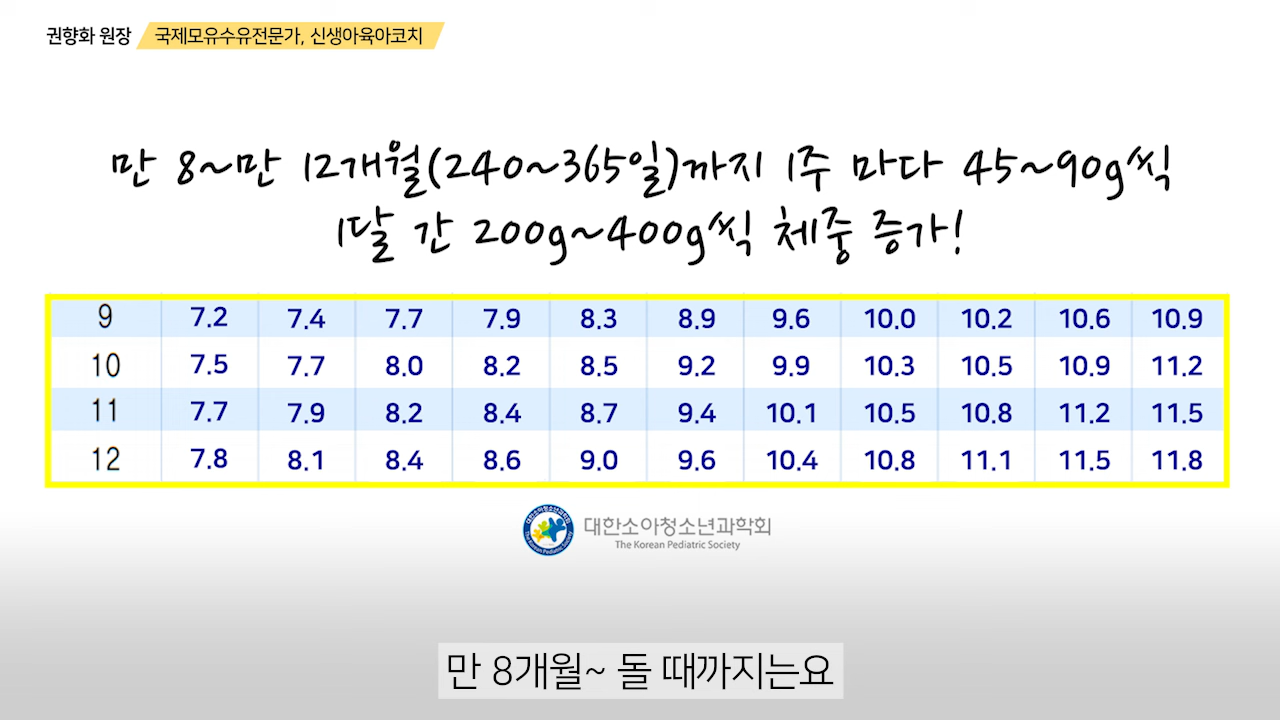 권향화 원장 국제모유수유전문가, 신생아육아코치
만 8~만 12개월(240~365일)까지 1주 마다 45~90g씩
1달 간 200g~400g씩 체중 증가!
9 7.2 7.4 7.7 7.9 8.3 8.9 9.6 10.0 10.2 10.6 10.9
10 7.5 7.7 8.0 8.2 8.5 9.2 9.9 10.3 10.5 10.9 11.2
11 7.7 7.9 8.2 8.4 8.7 9.4 10.1 10.5 10.8 11.2 11.5
12 7.8 8.1 8.4 8.6 9.0 9.6 10.4 10.8 11.1 11.5 11.8
대한소아청소년과학회
The Korean Pediatric Society
만 8개월~ 돌 때까지는요